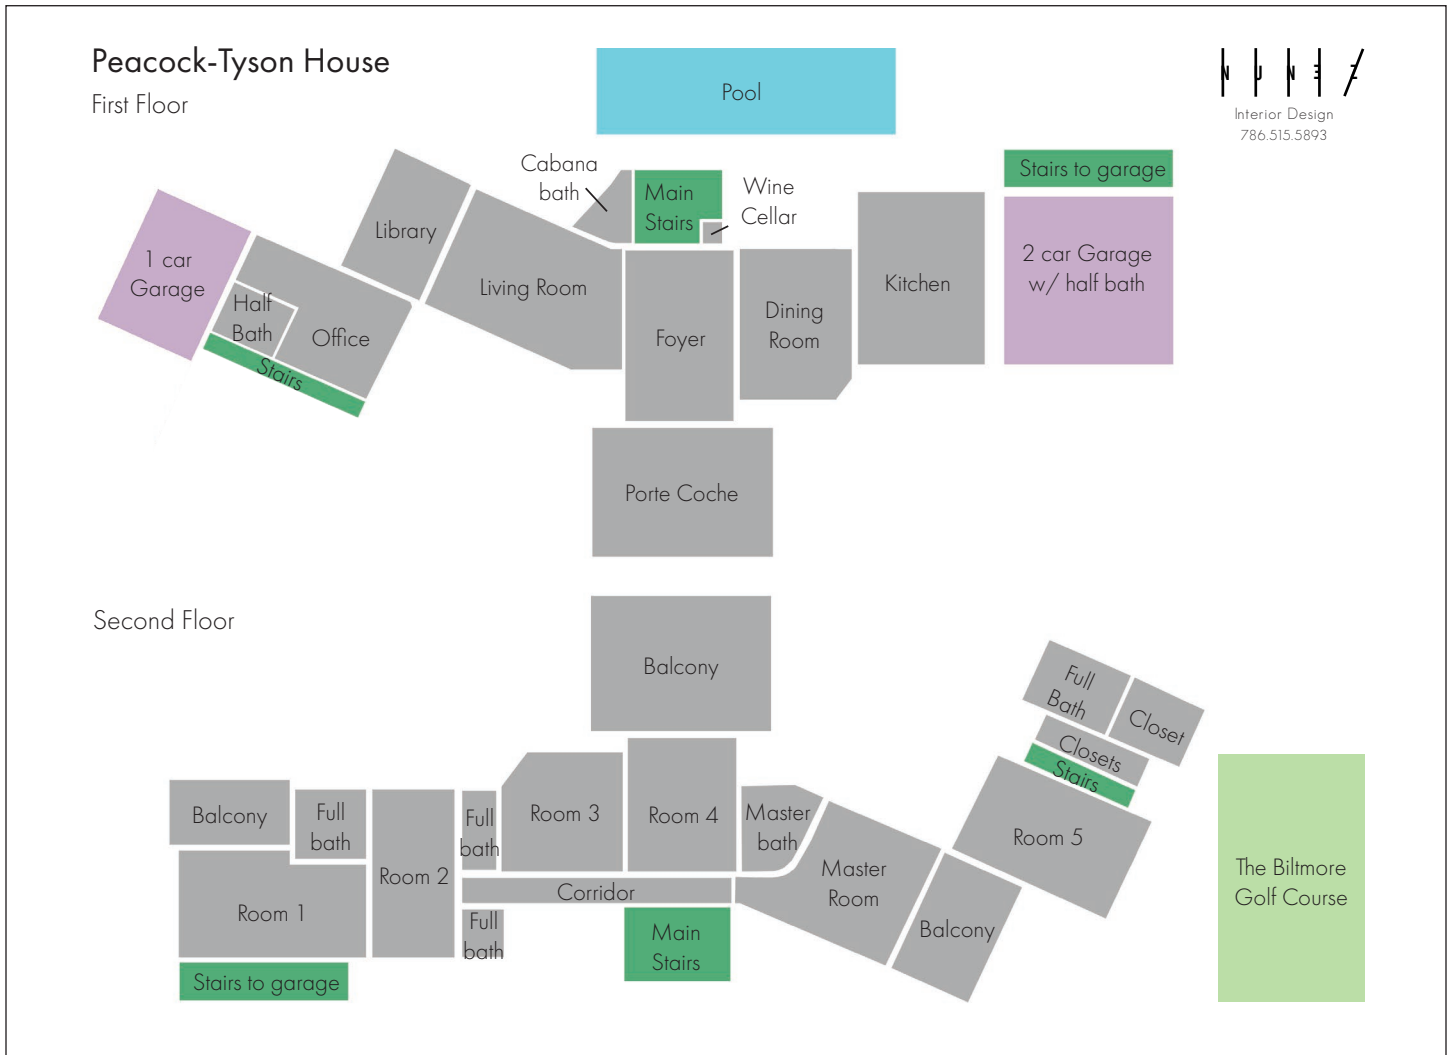 Peacock-Tyson House
First Floor
Pool
NUNEZ
Interior Design
786.515.5893
Cabana
bath
Main
Stairs
Wine
Cellar
Stairs to garage
1 car
Garage
Library
Living Room
Half
Bath
Office
Stairs
Foyer
Dining
Room
Kitchen
2 car Garage
w/ half bath
Porte Coche
Second Floor
Balcony
Full
Bath
Closet
Closets
Stairs
Balcony
Full
bath
Room 2
Full
bath
Room 3
Room 4
Master
bath
Room 5
Room 1
Corridor
Master
Room
Balcony
The Biltmore
Golf Course
Full
bath
Main
Stairs
Stairs to garage